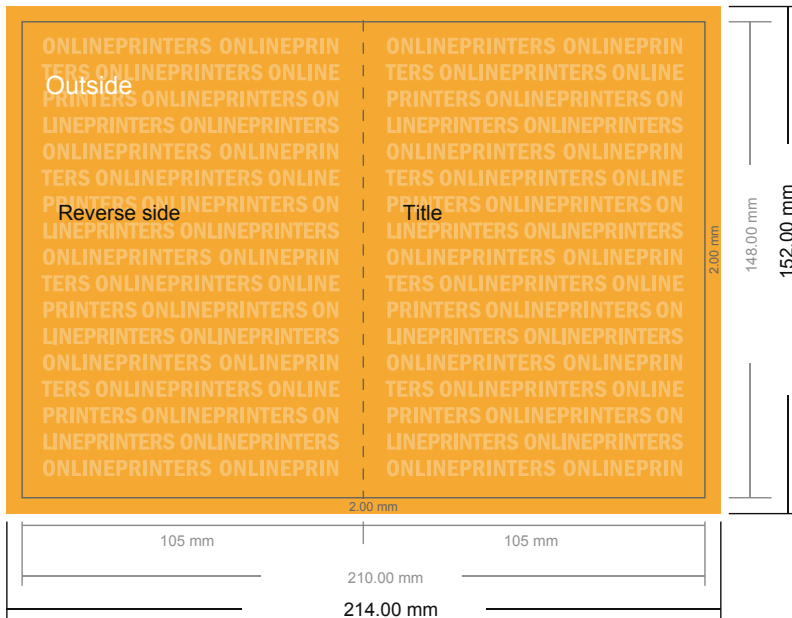 ONLINEPRINTERS ONLINEPRIN
TERS ONLINEPRINTERS ONLINE
PRINTERS ONLINEPRINTERS ON
LINEPRINTERS ONLINEPRINTERS
ONLINEPRINTERS ONLINEPRIN
TERS ONLINEPRINTERS ONLINE
PRINTERS ONLINEPRINTERS ON
LINEPRINTERS ONLINEPRINTERS
ONLINEPRINTERS ONLINEPRIN
TERS ONLINEPRINTERS ONLINE
PRINTERS ONLINEPRINTERS ON
LINEPRINTERS ONLINEPRINTERS
ONLINEPRINTERS ONLINEPRIN
TERS ONLINEPRINTERS ONLINE
PRINTERS ONLINEPRINTERS ON
LINEPRINTERS ONLINEPRINTERS
ONLINEPRINTERS ONLINEPRIN
Outside
Reverse side
ONLINEPRINTERS ONLINEPRIN
TERS ONLINEPRINTERS ONLINE
PRINTERS ONLINEPRINTERS ON
LINEPRINTERS ONLINEPRINTERS
ONLINEPRINTERS ONLINEPRIN
TERS ONLINEPRINTERS ONLINE
PRINTERS ONLINEPRINTERS ON
LINEPRINTERS ONLINEPRINTERS
ONLINEPRINTERS ONLINEPRIN
TERS ONLINEPRINTERS ONLINE
PRINTERS ONLINEPRINTERS ON
LINEPRINTERS ONLINEPRINTERS
ONLINEPRINTERS ONLINEPRIN
TERS ONLINEPRINTERS ONLINE
PRINTERS ONLINEPRINTERS ON
LINEPRINTERS ONLINEPRINTERS
ONLINEPRINTERS ONLINEPRIN
Title
2.00 mm
148.00 mm
152.00 mm
2.00 mm
105 mm
105 mm
210.00 mm
214.00 mm